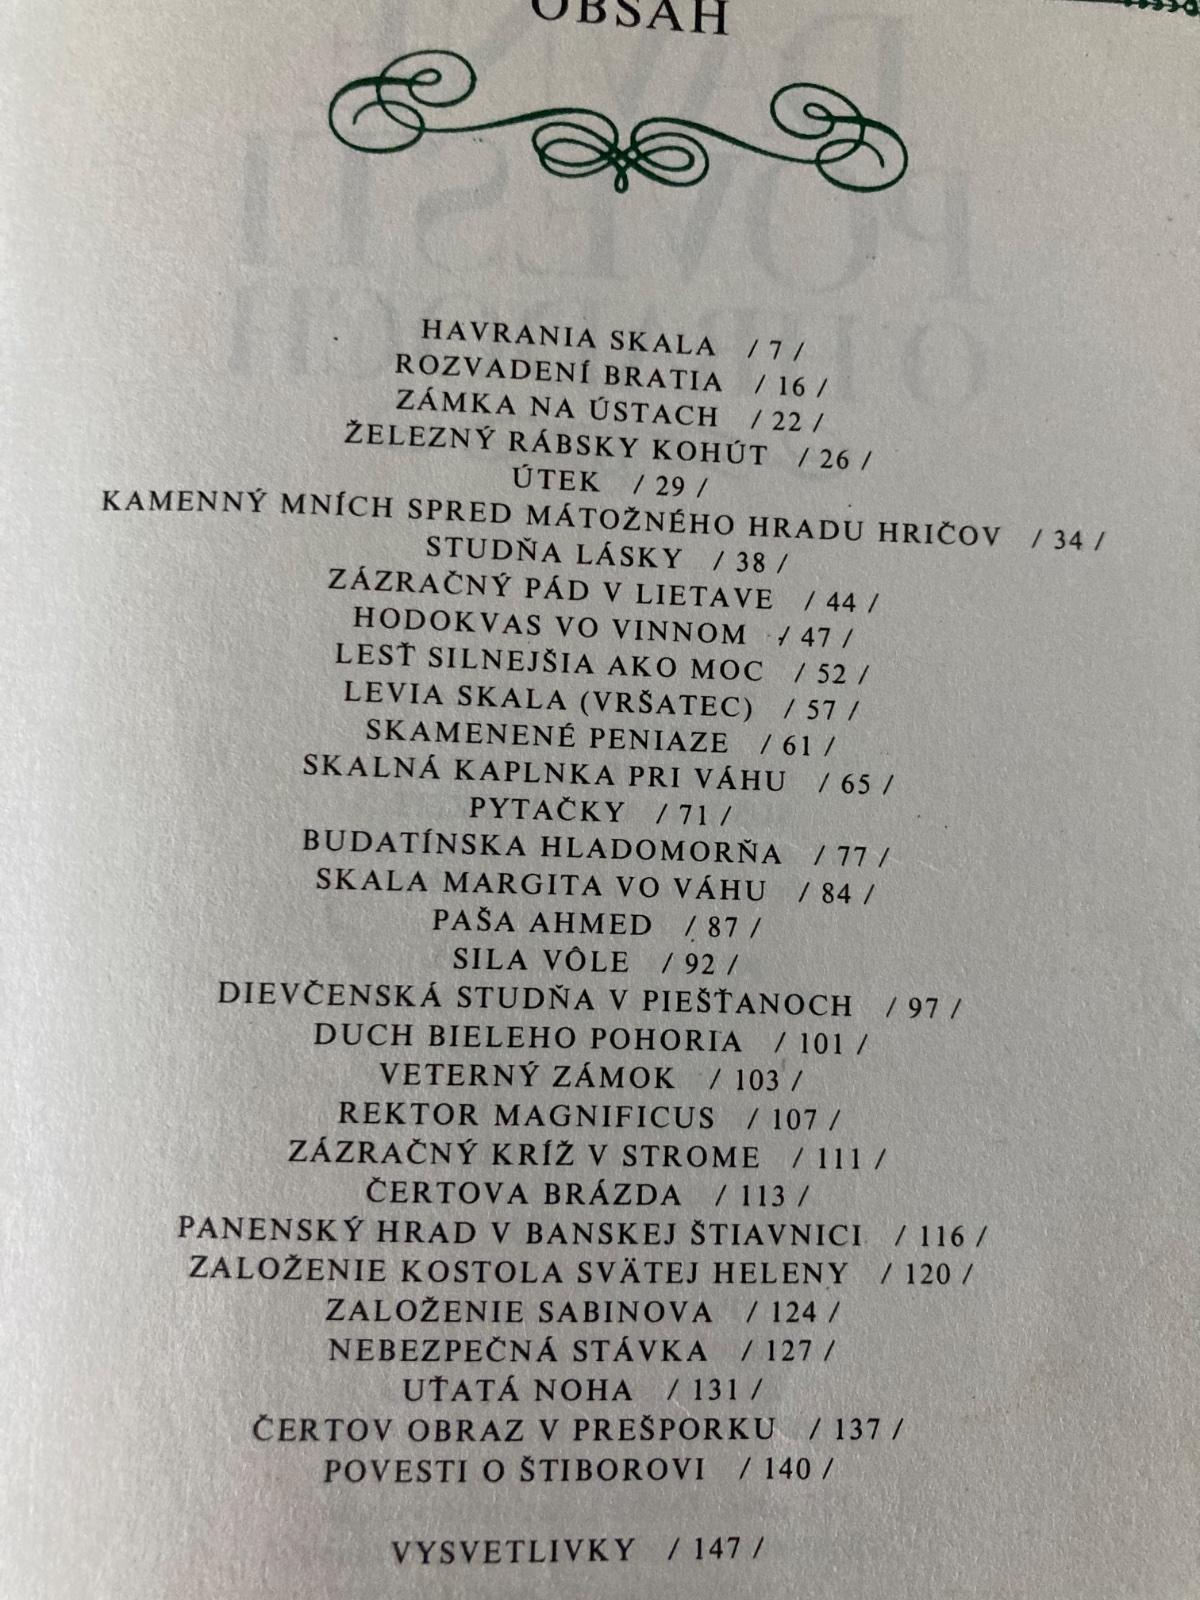 OBSAH
HAVRANIA SKALA / 7 /
ROZVADENÍ BRATIA / 16 /
ZÁMKA NA ÚSTACH / 22 /
ŽELEZNÝ RÁBSKY KOHÚT / 26 /
ÚTEK / 29 /
KAMENNÝ MNÍCH SPRED MÁTOŽNÉHO HRADU HRIČOV / 34 /
STUDŇA LÁSKY / 38 /
ZÁZRAČNÝ PÁD V LIETAVE / 44 /
HODOKVAS VO VINNOM / 47 /
LESŤ SILNEJŠIA AKO MOC / 52 /
LEVIA SKALA (VRŠATEC) / 57 /
SKAMENENÉ PENIAZE / 61 /
SKALNÁ KAPLNKA PRI VÁHU / 65 /
PYTAČKY / 71 /
BUDATÍNSKA HLADOMORŇA / 77 /
SKALA MARGITA VO VÁHU / 84 /
PAŠA AHMED / 87 /
SILA VÔLE / 92 /
DIEVČENSKÁ STUDŇA V PIEŠŤANOCH / 97 /
DUCH BIELEHO POHORIA / 101 /
VETERNÝ ZÁMOK / 103 /
REKTOR MAGNIFICUS / 107 /
ZÁZRAČNÝ KRÍŽ V STROME / 111 /
ČERTOVA BRÁZDA / 113 /
PANENSKÝ HRAD V BANSKEJ ŠTIAVNICI / 116 /
ZALOŽENIE KOSTOLA SVÄTEJ HELENY / 120 /
ZALOŽENIE SABINOVA / 124 /
NEBEZPEČNÁ STÁVKA / 127 /
UŤATÁ NOHA / 131 /
ČERTOV OBRAZ V PREŠPORKU / 137 /
POVESTI O ŠTIBOROVI / 140 /
VYSVETLIVKY / 147 /